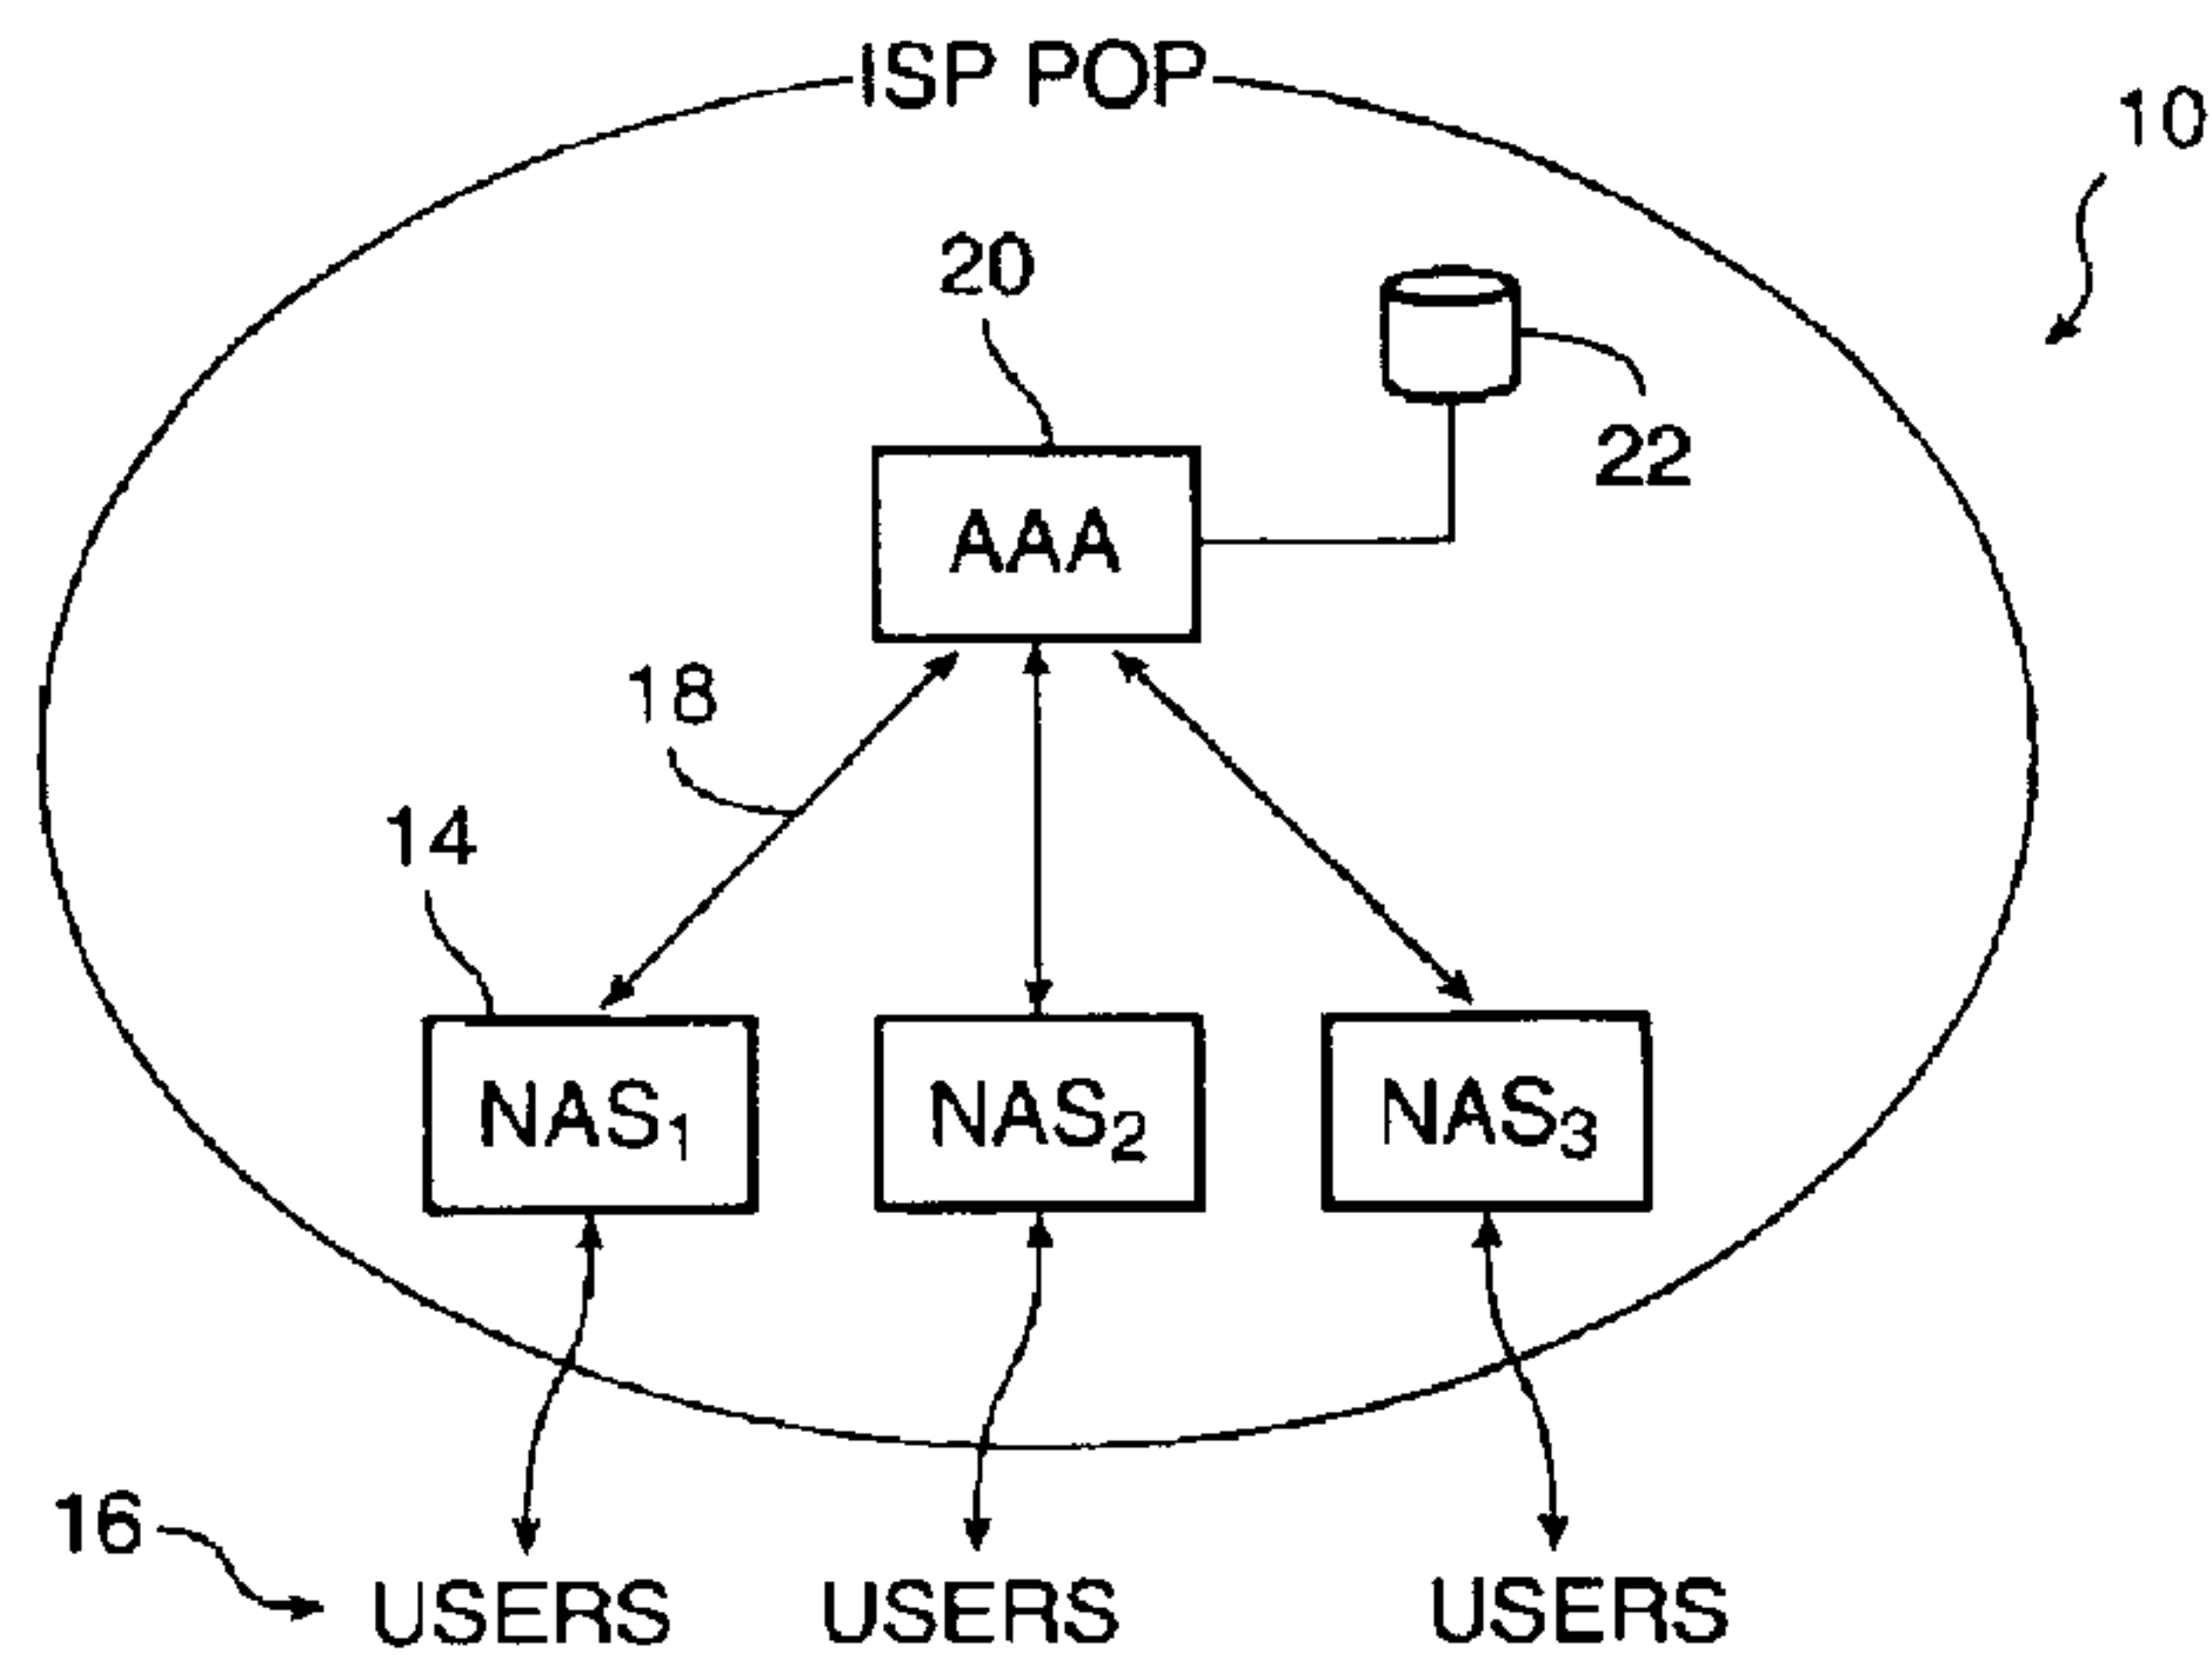 ISP POP
10
20
22
AAA
18
14
NAS1
NAS2
NAS3
16
USERS
USERS
USERS